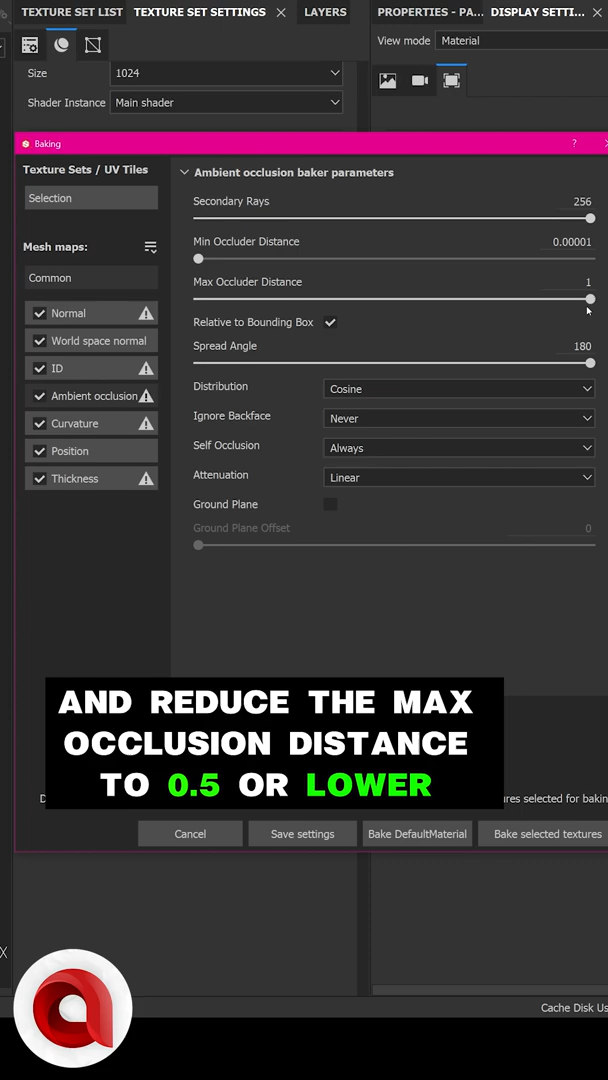 TEXTURE SET LIST TEXTURE SET SETTINGS LAYERS PROPERTIES - PA... DISPLAY SETTI...
View mode Material
Size 1024
Shader Instance Main shader
Baking ?
Texture Sets / UV Tiles
Selection
Mesh maps:
Common
Normal
World space normal
ID
Ambient occlusion
Curvature
Position
Thickness
Ambient occlusion baker parameters
Secondary Rays 256
Min Occluder Distance 0.00001
Max Occluder Distance 1
Relative to Bounding Box
Spread Angle 180
Distribution Cosine
Ignore Backface Never
Self Occlusion Always
Attenuation Linear
Ground Plane
Ground Plane Offset 0
AND REDUCE THE MAX
OCCLUSION DISTANCE
TO 0.5 OR LOWER
selected for bakin
Cancel Save settings Bake DefaultMaterial Bake selected textures
Cache Disk Us